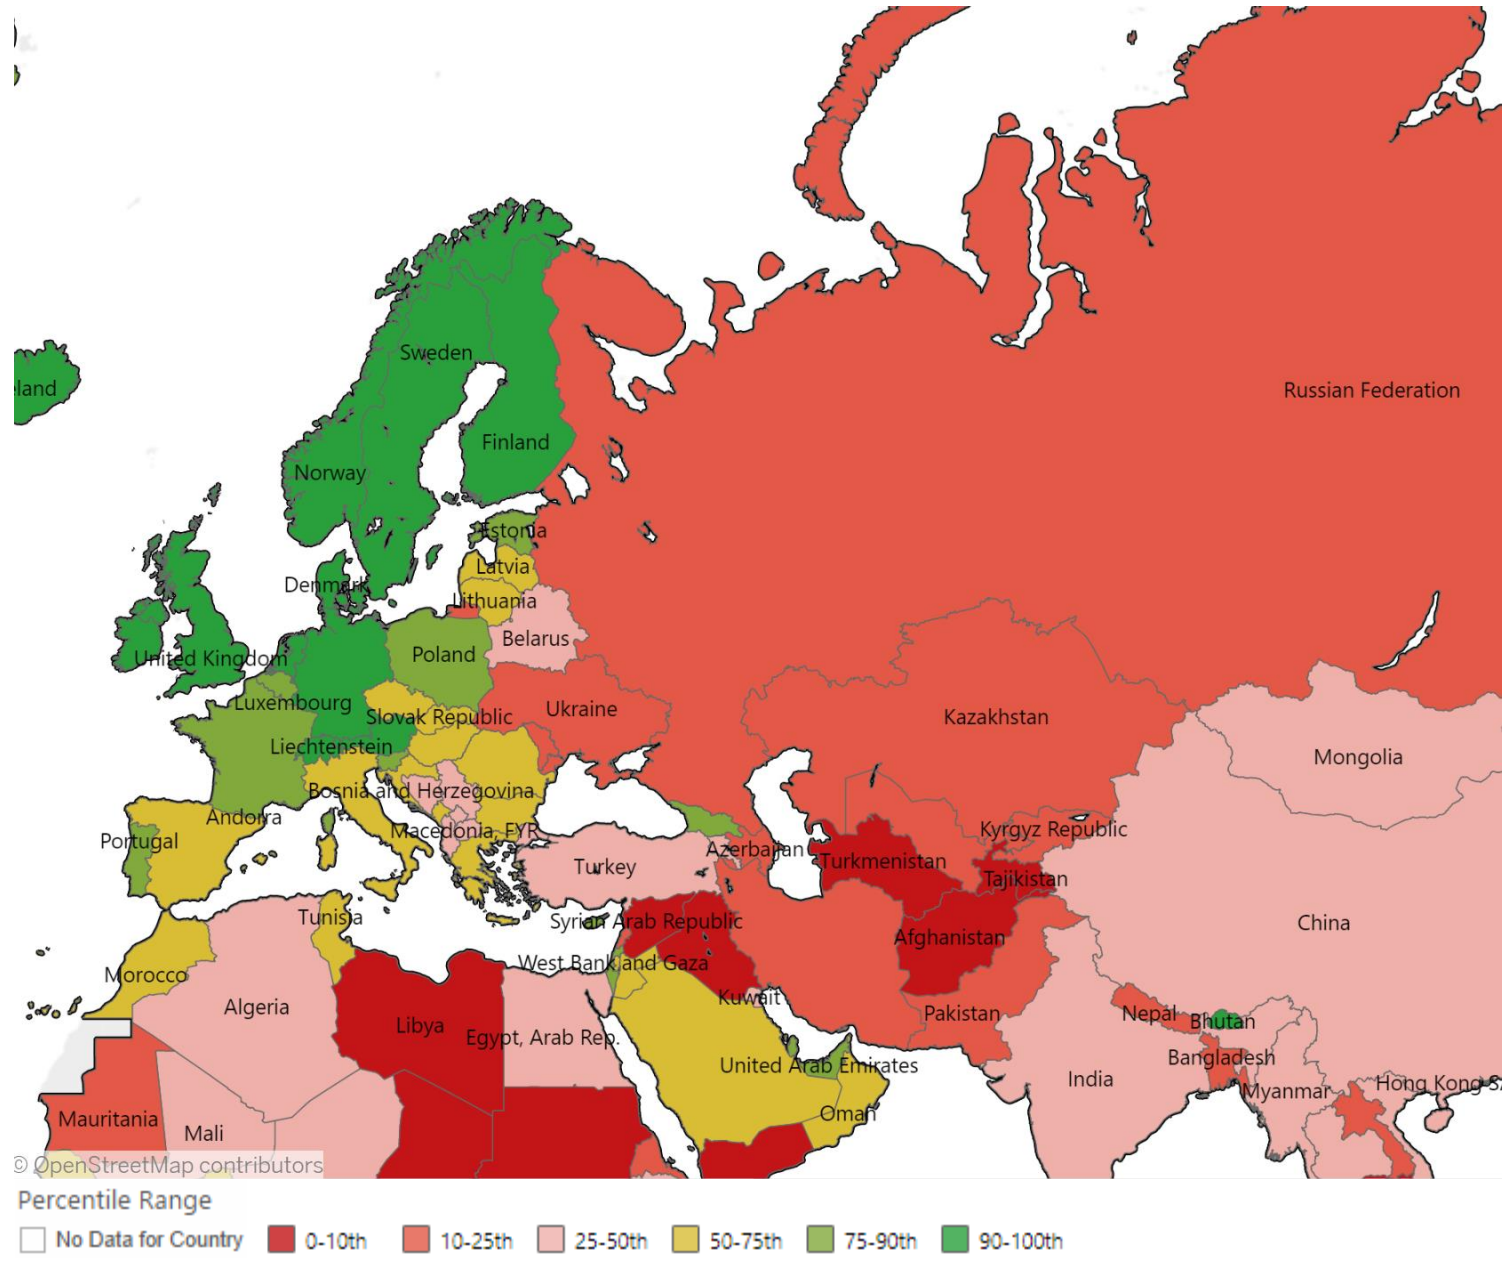 Sweden
eland
Russian Federation
Finland
Norway
Estonia
Latvia
Denmark
Lithuania
Belarus
United Kingdom
Poland
Luxembourg
Slovak Republic
Ukraine
Kazakhstan
Liechtenstein
Mongolia
Bosnia and Herzegovina
Andorra
Portugal
Macedonia, FYR
Kyrgyz Republic
Azerbaijan
Turkmenistan
Turkey
Tajikistan
Tunisia
Syrian Arab Republic
China
Afghanistan
West Bank and Gaza
Morocco
Kuwait
Algeria
Pakistan
Nepal
Bhutan
Libya
Egypt, Arab Rep.
Bangladesh
United Arab Emirates
India
Hong Kong SA
Myanmar
Oman
Mauritania
Mali
© OpenStreetMap contributors
Percentile Range
No Data for Country 0-10th 10-25th 25-50th 50-75th 75-90th 90-100th